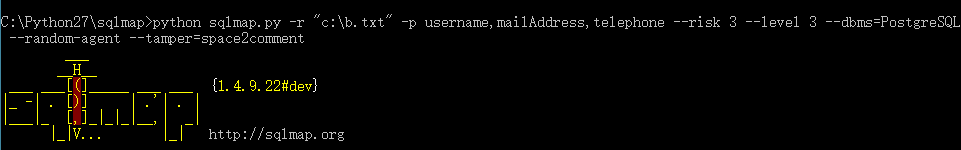 C:\Python27\sqlmap>python sqlmap.py -r "c:\b.txt" -p username,mailAddress,telephone --risk 3 --level 3 --dbms=PostgreSQL
--random-agent --tamper=space2comment
        ___
       __H__
 ___ ___[(]_____ ___ ___  {1.4.9.22#dev}
|_ -| . [)]     | .'| . |
|___|_  [,]_|_|_|__,|  _|
      |_|V...       |_|   http://sqlmap.org